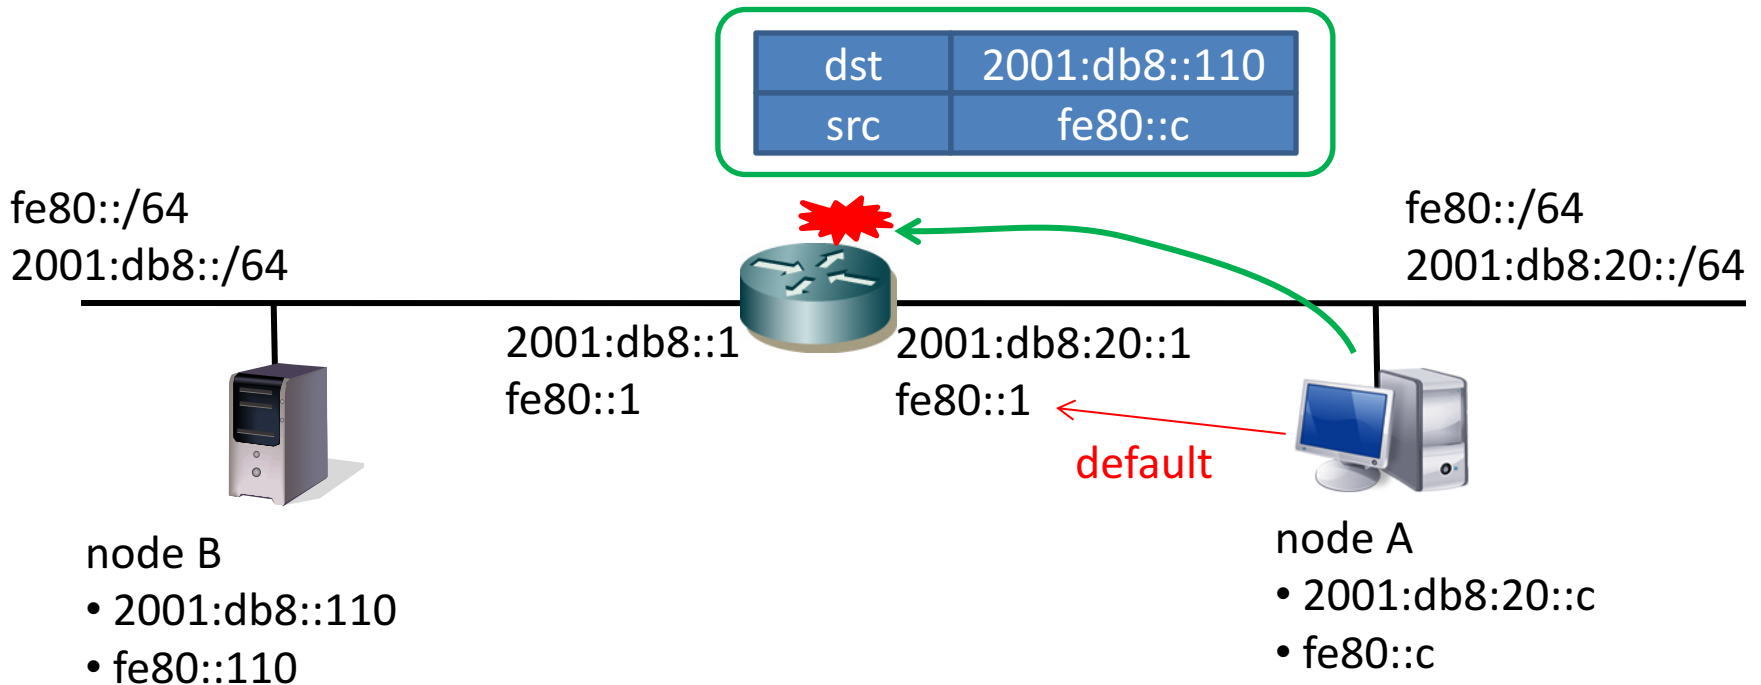 dst 2001:db8::110
src fe80::c
fe80::/64
2001:db8::/64
fe80::/64
2001:db8:20::/64
2001:db8::1
fe80::1
2001:db8:20::1
fe80::1
default
node B
• 2001:db8::110
• fe80::110
node A
• 2001:db8:20::c
• fe80::c